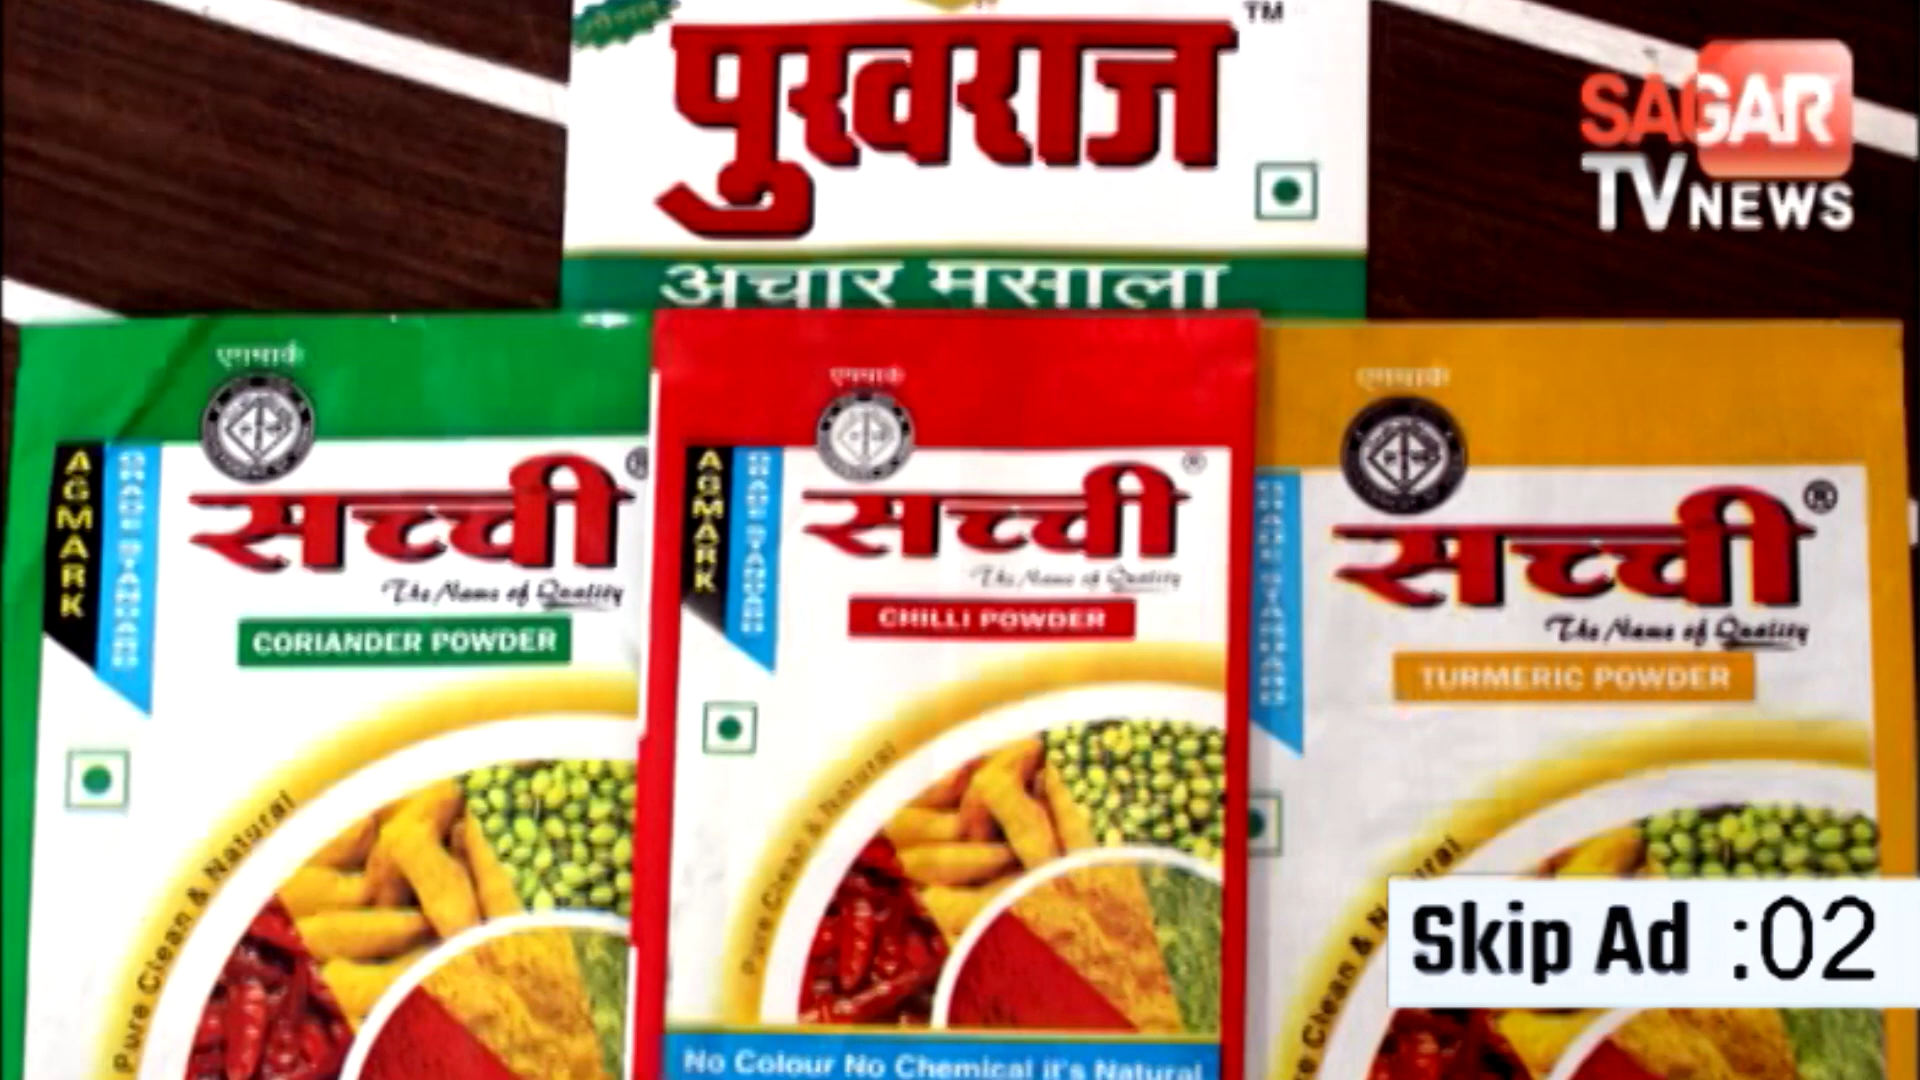 TM
पुखराज
अचार मसाला
SAGAR
TV NEWS
एगमार्क
AGMARK
GRADE STANDARD
सच्ची ®
The Name of Quality
CORIANDER POWDER
Pure Clean & Natural
एगमार्क
AGMARK
GRADE STANDARD
सच्ची ®
The Name of Quality
CHILLI POWDER
Pure Clean & Natural
No Colour No Chemical it's Natural
एगमार्क
GRADE STANDARD
सच्ची ®
The Name of Quality
TURMERIC POWDER
Clean & Natural
Skip Ad :02